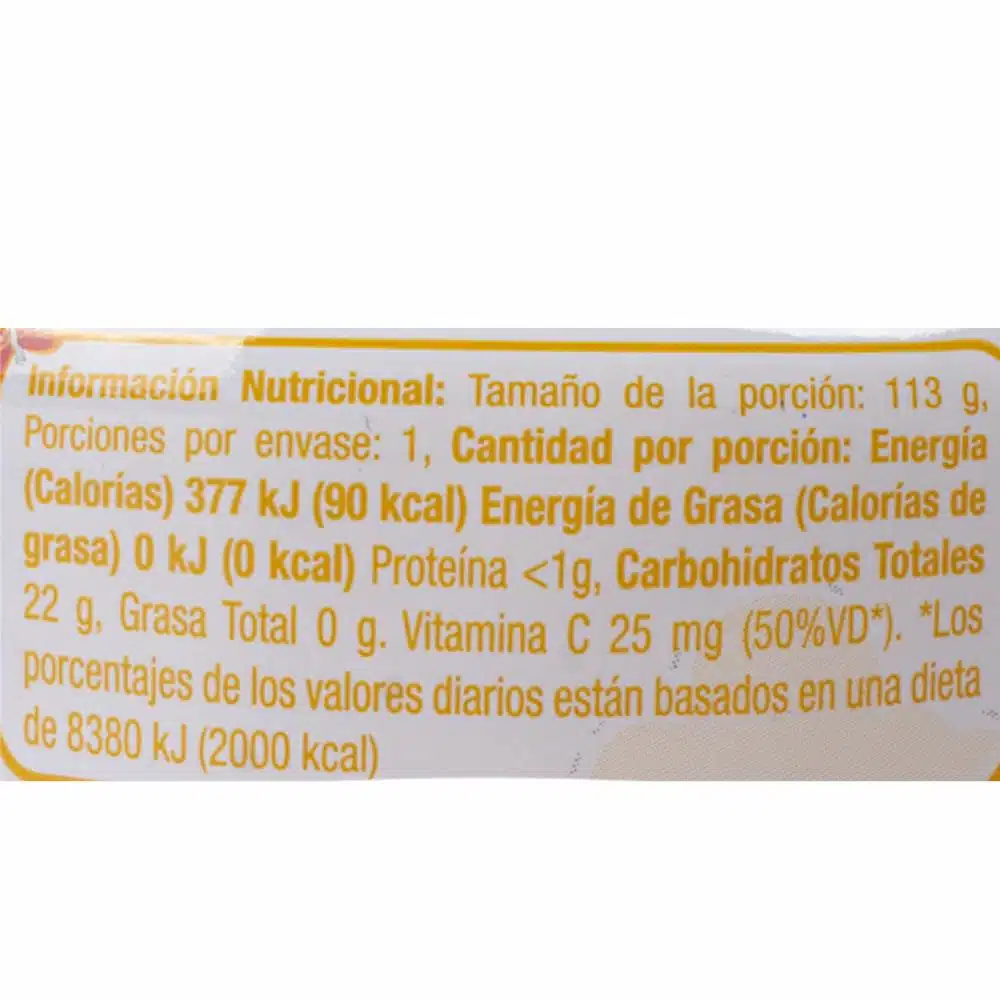 Información Nutricional: Tamaño de la porción: 113 g,
Porciones por envase: 1, Cantidad por porción: Energía
(Calorías) 377 kJ (90 kcal) Energía de Grasa (Calorías de
grasa) 0 kJ (0 kcal) Proteína <1g, Carbohidratos Totales
22 g, Grasa Total 0 g. Vitamina C 25 mg (50%VD*). *Los
porcentajes de los valores diarios están basados en una dieta
de 8380 kJ (2000 kcal)